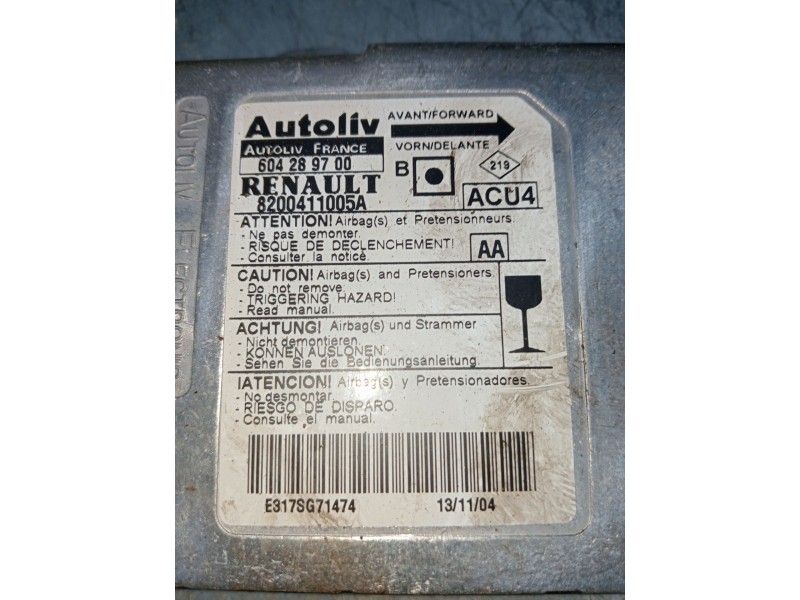 Autoliv
AUTOLIV FRANCE
604 28 97 00
RENAULT
8200411005A
AVANT/FORWARD
VORN/DELANTE
B
219
ACU4
ATTENTION! Airbag(s) et Pretensionneurs.
- Ne pas demonter.
- RISQUE DE DECLENCHEMENT!
- Consulter la notice.
AA
CAUTION! Airbag(s) and Pretensioners.
- Do not remove.
- TRIGGERING HAZARD!
- Read manual.
ACHTUNG! Airbag(s) und Strammer
- Nicht demontieren.
- KONNEN AUSLONEN.
- Sehen Sie die Bedienungsanleitung.
!ATENCION! Airbag(s) y Pretensionadores.
- No desmontar.
- RIESGO DE DISPARO.
- Consulte el manual.
E317SG71474
13/11/04
AUTOLIV